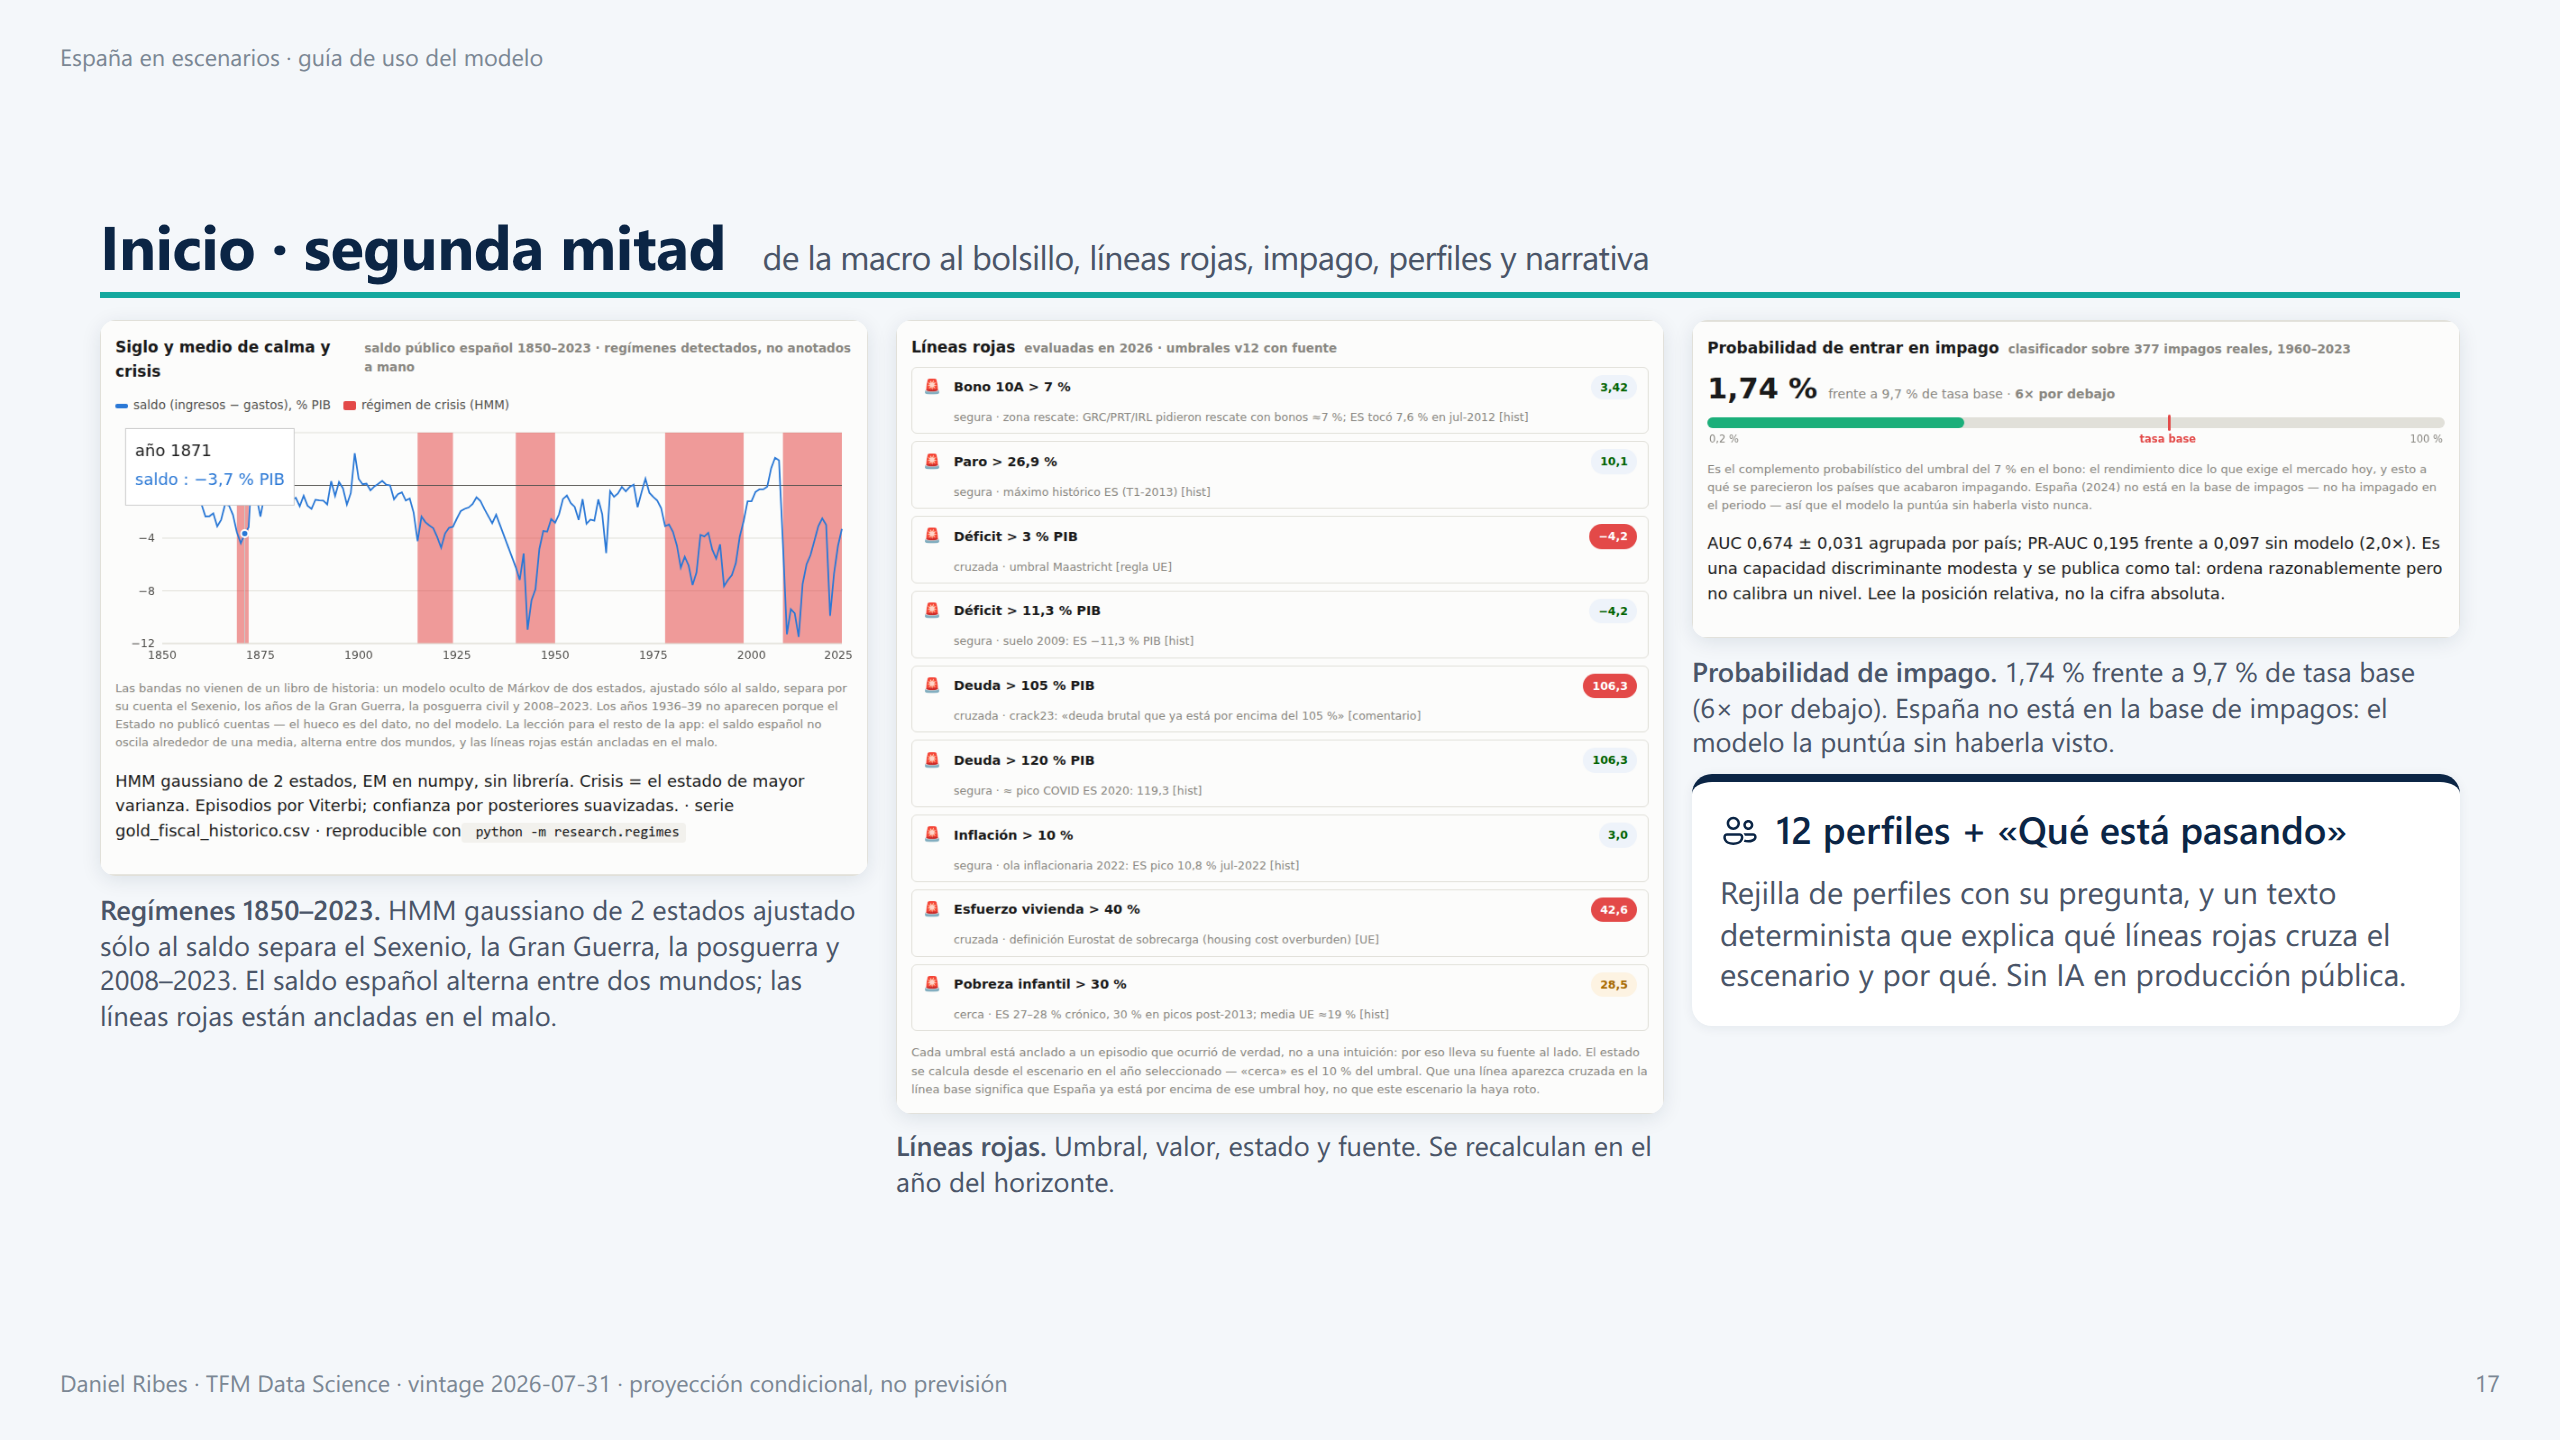 España en escenarios · guía de uso del modelo
Inicio · segunda mitad de la macro al bolsillo, líneas rojas, impago, perfiles y narrativa
Siglo y medio de calma y crisis
saldo público español 1850–2023 · regímenes detectados, no anotados a mano
saldo (ingresos − gastos), % PIB régimen de crisis (HMM)
año 1871
saldo : −3,7 % PIB
−4
−8
−12
1850 1875 1900 1925 1950 1975 2000 2025
Las bandas no vienen de un libro de historia: un modelo oculto de Márkov de dos estados, ajustado sólo al saldo, separa por
su cuenta el Sexenio, los años de la Gran Guerra, la posguerra civil y 2008–2023. Los años 1936–39 no aparecen porque el
Estado no publicó cuentas — el hueco es del dato, no del modelo. La lección para el resto de la app: el saldo español no
oscila alrededor de una media, alterna entre dos mundos, y las líneas rojas están ancladas en el malo.
HMM gaussiano de 2 estados, EM en numpy, sin librería. Crisis = el estado de mayor
varianza. Episodios por Viterbi; confianza por posteriores suavizadas. · serie
gold_fiscal_historico.csv · reproducible con python -m research.regimes
Regímenes 1850–2023. HMM gaussiano de 2 estados ajustado
sólo al saldo separa el Sexenio, la Gran Guerra, la posguerra y
2008–2023. El saldo español alterna entre dos mundos; las
líneas rojas están ancladas en el malo.
Líneas rojas evaluadas en 2026 · umbrales v12 con fuente
Bono 10A > 7 % 3,42
segura · zona rescate: GRC/PRT/IRL pidieron rescate con bonos ≈7 %; ES tocó 7,6 % en jul-2012 [hist]
Paro > 26,9 % 10,1
segura · máximo histórico ES (T1-2013) [hist]
Déficit > 3 % PIB −4,2
cruzada · umbral Maastricht [regla UE]
Déficit > 11,3 % PIB −4,2
segura · suelo 2009: ES −11,3 % PIB [hist]
Deuda > 105 % PIB 106,3
cruzada · crack23: «deuda brutal que ya está por encima del 105 %» [comentario]
Deuda > 120 % PIB 106,3
segura · ≈ pico COVID ES 2020: 119,3 [hist]
Inflación > 10 % 3,0
segura · ola inflacionaria 2022: ES pico 10,8 % jul-2022 [hist]
Esfuerzo vivienda > 40 % 42,6
cruzada · definición Eurostat de sobrecarga (housing cost overburden) [UE]
Pobreza infantil > 30 % 28,5
cerca · ES 27–28 % crónico, 30 % en picos post-2013; media UE ≈19 % [hist]
Cada umbral está anclado a un episodio que ocurrió de verdad, no a una intuición: por eso lleva su fuente al lado. El estado
se calcula desde el escenario en el año seleccionado — «cerca» es el 10 % del umbral. Que una línea aparezca cruzada en la
línea base significa que España ya está por encima de ese umbral hoy, no que este escenario la haya roto.
Líneas rojas. Umbral, valor, estado y fuente. Se recalculan en el
año del horizonte.
Probabilidad de entrar en impago clasificador sobre 377 impagos reales, 1960–2023
1,74 % frente a 9,7 % de tasa base · 6× por debajo
0,2 % tasa base 100 %
Es el complemento probabilístico del umbral del 7 % en el bono: el rendimiento dice lo que exige el mercado hoy, y esto a
qué se parecieron los países que acabaron impagando. España (2024) no está en la base de impagos — no ha impagado en
el periodo — así que el modelo la puntúa sin haberla visto nunca.
AUC 0,674 ± 0,031 agrupada por país; PR-AUC 0,195 frente a 0,097 sin modelo (2,0×). Es
una capacidad discriminante modesta y se publica como tal: ordena razonablemente pero
no calibra un nivel. Lee la posición relativa, no la cifra absoluta.
Probabilidad de impago. 1,74 % frente a 9,7 % de tasa base
(6× por debajo). España no está en la base de impagos: el
modelo la puntúa sin haberla visto.
12 perfiles + «Qué está pasando»
Rejilla de perfiles con su pregunta, y un texto
determinista que explica qué líneas rojas cruza el
escenario y por qué. Sin IA en producción pública.
Daniel Ribes · TFM Data Science · vintage 2026-07-31 · proyección condicional, no previsión
17